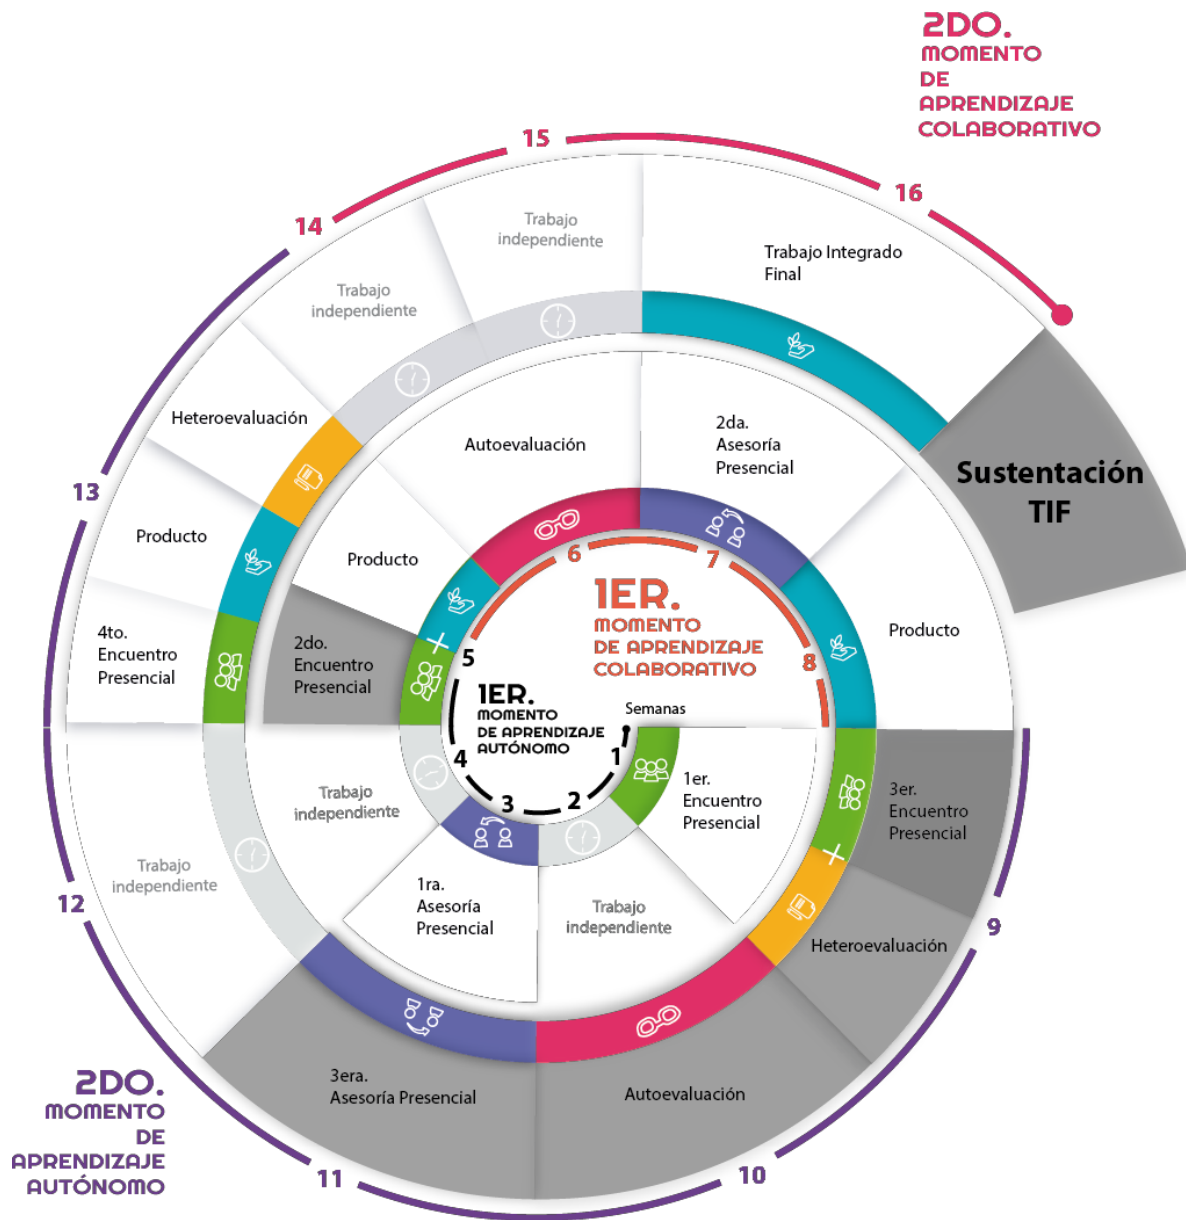 2DO.
MOMENTO
DE
APRENDIZAJE
COLABORATIVO
15
16
14
Trabajo
independiente
Trabajo Integrado
Final
Trabajo
independiente
Heteroevaluación
Autoevaluación
2da.
Asesoría
Presencial
Sustentación
TIF
13
Producto
Producto
6
7
1ER.
MOMENTO
DE APRENDIZAJE
COLABORATIVO
Producto
4to.
Encuentro
Presencial
2do.
Encuentro
Presencial
5
8
1ER.
MOMENTO
DE APRENDIZAJE
AUTÓNOMO
Semanas
1
2
3
4
1er.
Encuentro
Presencial
3er.
Encuentro
Presencial
Trabajo
independiente
Trabajo
independiente
1ra.
Asesoría
Presencial
Trabajo
independiente
12
9
Heteroevaluación
3era.
Asesoría Presencial
Autoevaluación
2DO.
MOMENTO
DE
APRENDIZAJE
AUTÓNOMO
11
10